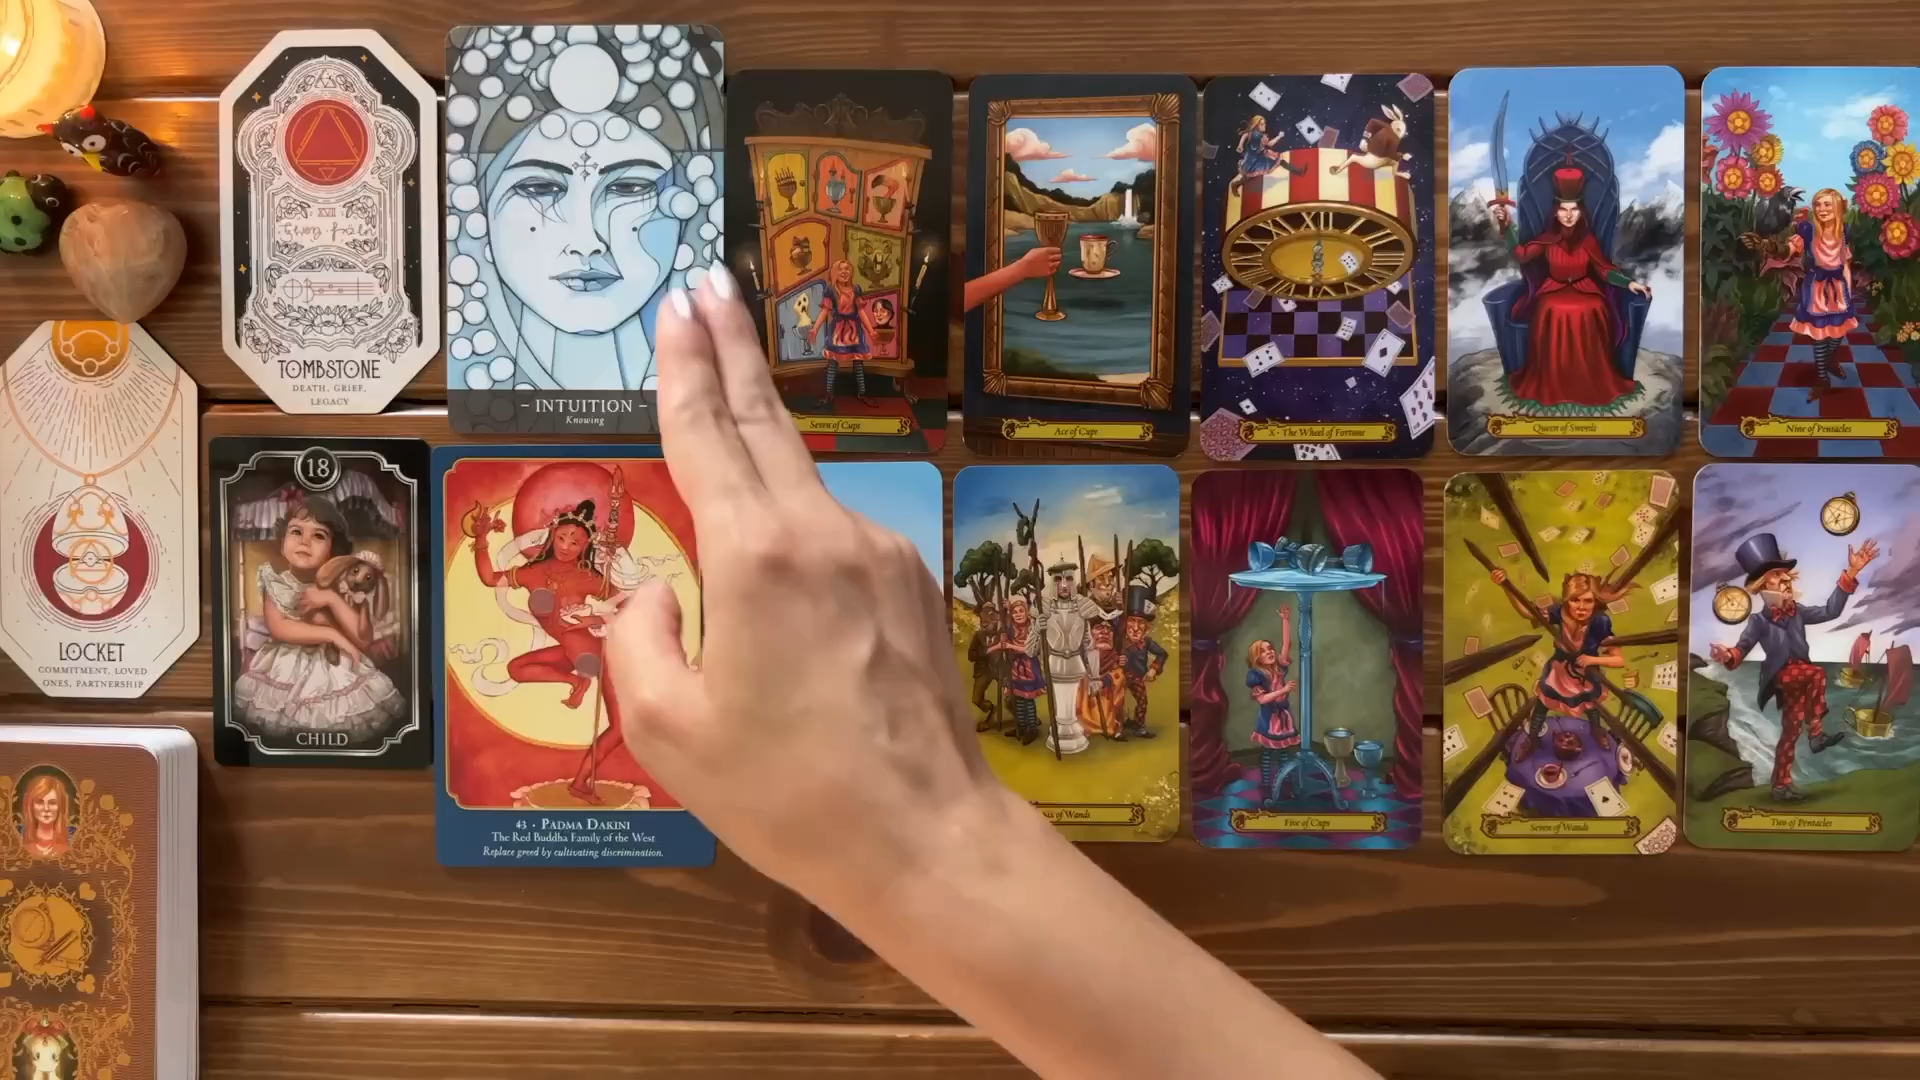 TOMBSTONE
DEATH, GRIEF,
LEGACY
XVII
- INTUITION -
Knowing
Seven of Cups
Ace of Cups
X • The Wheel of Fortune
Queen of Swords
Nine of Pentacles
LOCKET
COMMITMENT, LOVED
ONES, PARTNERSHIP
18
CHILD
43 • PADMA DAKINI
The Red Buddha Family of the West
Replace greed by cultivating discrimination.
of Wands
Five of Cups
Seven of Wands
Two of Pentacles
XII